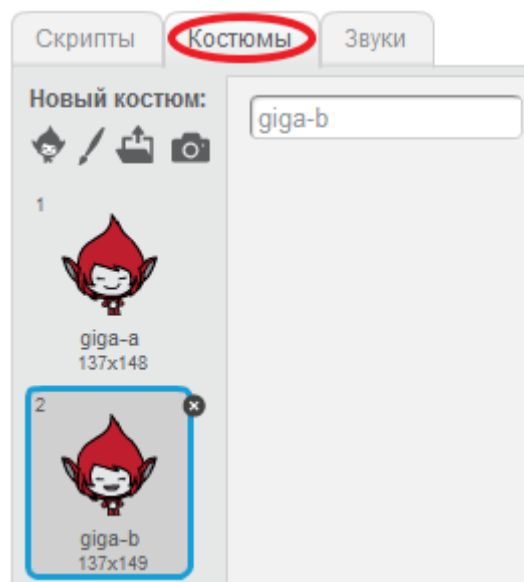 Скрипты
Костюмы
Звуки
Новый костюм:
giga-b
1
giga-a
137x148
2
giga-b
137x149